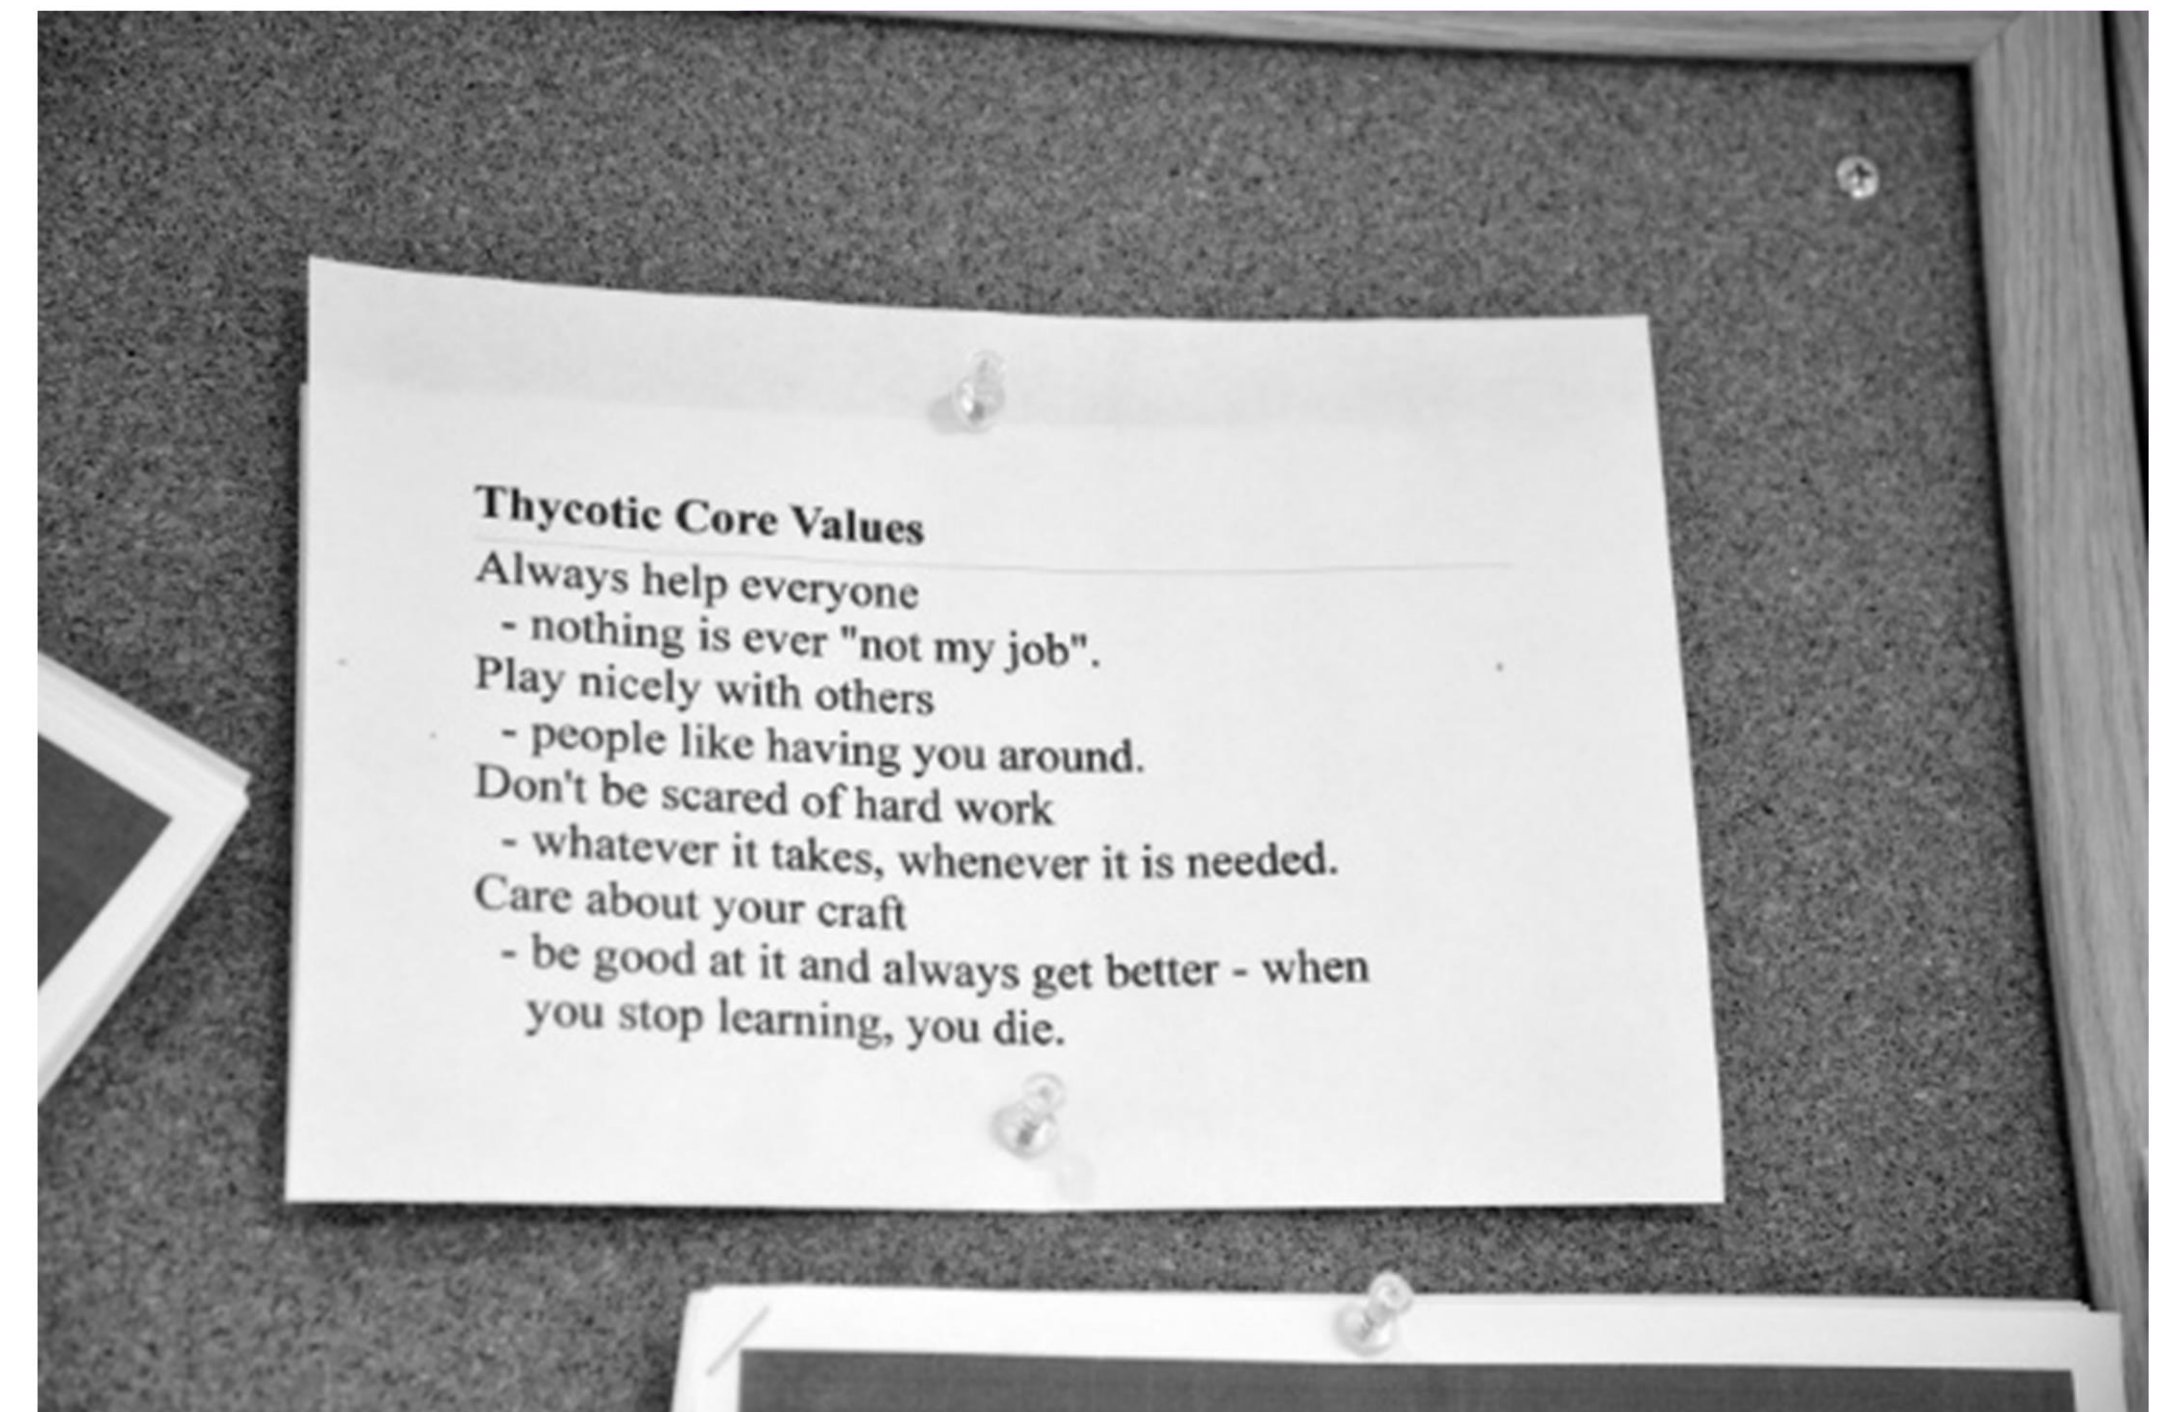 Thycotic Core Values
Always help everyone
- nothing is ever "not my job".
Play nicely with others
- people like having you around.
Don't be scared of hard work
- whatever it takes, whenever it is needed.
Care about your craft
- be good at it and always get better - when
you stop learning, you die.